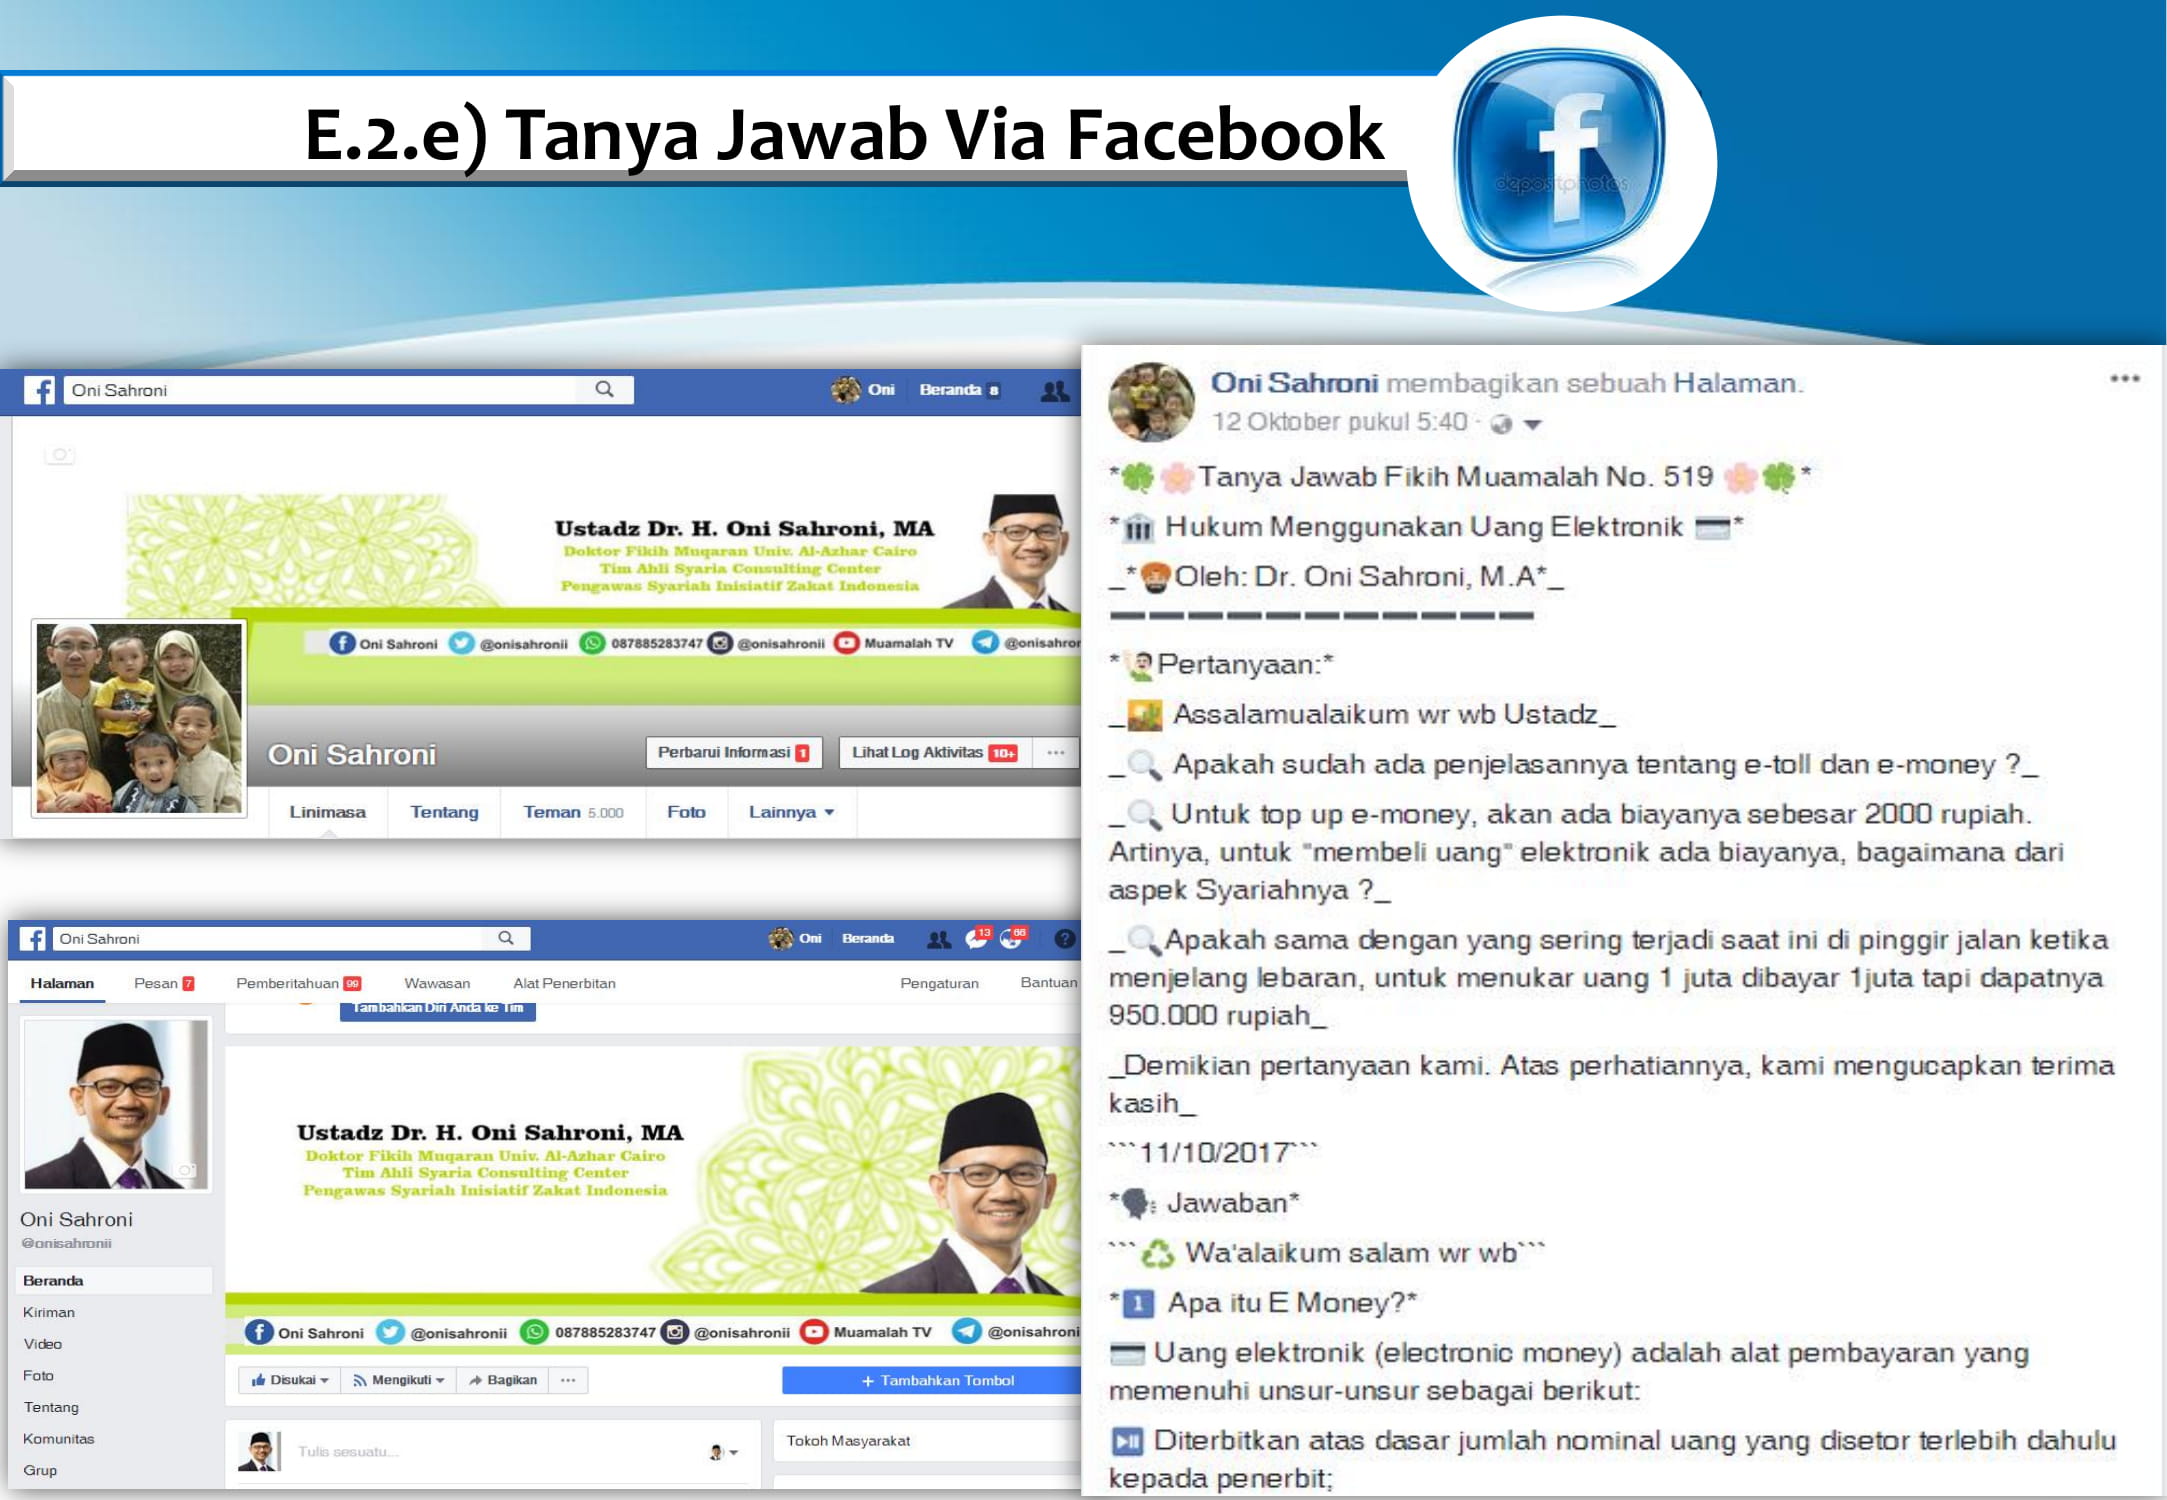 E.2.e) Tanya Jawab Via Facebook
depositphotos
Oni Sahroni
Oni Beranda 8
Ustadz Dr. H. Oni Sahroni, MA
Doktor Fikih Muqaran Univ. Al-Azhar Cairo
Tim Ahli Syaria Consulting Center
Pengawas Syariah Inisiatif Zakat Indonesia
Oni Sahroni @onisahronii 087885283747 @onisahronii Muamalah TV @onisahron
Oni Sahroni
Perbarui Informasi 1 Lihat Log Aktivitas 10+ ...
Linimasa Tentang Teman 5.000 Foto Lainnya
Oni Sahroni
Oni Beranda 13 66 ?
Halaman Pesan 7 Pemberitahuan 99 Wawasan Alat Penerbitan Pengaturan Bantuan
Tambahkan Diri Anda ke Tim
Ustadz Dr. H. Oni Sahroni, MA
Doktor Fikih Muqaran Univ. Al-Azhar Cairo
Tim Ahli Syaria Consulting Center
Pengawas Syariah Inisiatif Zakat Indonesia
Oni Sahroni @onisahronii 087885283747 @onisahronii Muamalah TV @onisahroni
Oni Sahroni
@onisahronii
Beranda
Kiriman
Video
Foto
Tentang
Komunitas
Grup
Disukai Mengikuti Bagikan ...
+ Tambahkan Tombol
Tulis sesuatu...
Tokoh Masyarakat
Oni Sahroni membagikan sebuah Halaman.
12 Oktober pukul 5:40 ·
*🍀🌸Tanya Jawab Fikih Muamalah No. 519 🌸🍀*
*🏛 Hukum Menggunakan Uang Elektronik 💳*
_*👳Oleh: Dr. Oni Sahroni, M.A*_
➖➖➖➖➖➖➖➖➖➖➖
*🙋Pertanyaan:*
_🏜 Assalamualaikum wr wb Ustadz_
_🔍 Apakah sudah ada penjelasannya tentang e-toll dan e-money ?_
_🔍 Untuk top up e-money, akan ada biayanya sebesar 2000 rupiah.
Artinya, untuk "membeli uang" elektronik ada biayanya, bagaimana dari
aspek Syariahnya ?_
_🔍Apakah sama dengan yang sering terjadi saat ini di pinggir jalan ketika
menjelang lebaran, untuk menukar uang 1 juta dibayar 1juta tapi dapatnya
950.000 rupiah_
_Demikian pertanyaan kami. Atas perhatiannya, kami mengucapkan terima
kasih_
```11/10/2017```
*🗣: Jawaban*
```♻ Wa'alaikum salam wr wb```
*1️⃣ Apa itu E Money?*
💳 Uang elektronik (electronic money) adalah alat pembayaran yang
memenuhi unsur-unsur sebagai berikut:
⏯ Diterbitkan atas dasar jumlah nominal uang yang disetor terlebih dahulu
kepada penerbit;